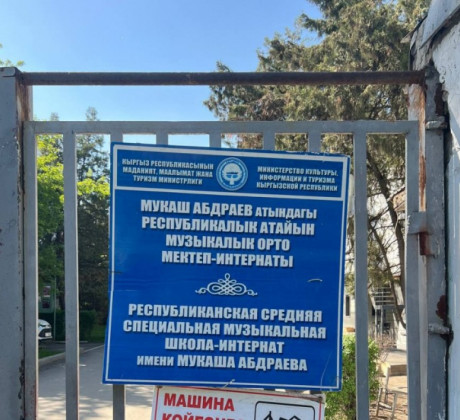 КЫРГЫЗ РЕСПУБЛИКАСЫНЫН
МАДАНИЯТ, МААЛЫМАТ ЖАНА
ТУРИЗМ МИНИСТРЛИГИ
МИНИСТЕРСТВО КУЛЬТУРЫ,
ИНФОРМАЦИИ И ТУРИЗМА
КЫРГЫЗСКОЙ РЕСПУБЛИКИ
МУКАШ АБДРАЕВ АТЫНДАГЫ
РЕСПУБЛИКАЛЫК АТАЙЫН
МУЗЫКАЛЫК ОРТО
МЕКТЕП-ИНТЕРНАТЫ
РЕСПУБЛИКАНСКАЯ СРЕДНЯЯ
СПЕЦИАЛЬНАЯ МУЗЫКАЛЬНАЯ
ШКОЛА-ИНТЕРНАТ
ИМЕНИ МУКАША АБДРАЕВА
МАШИНА